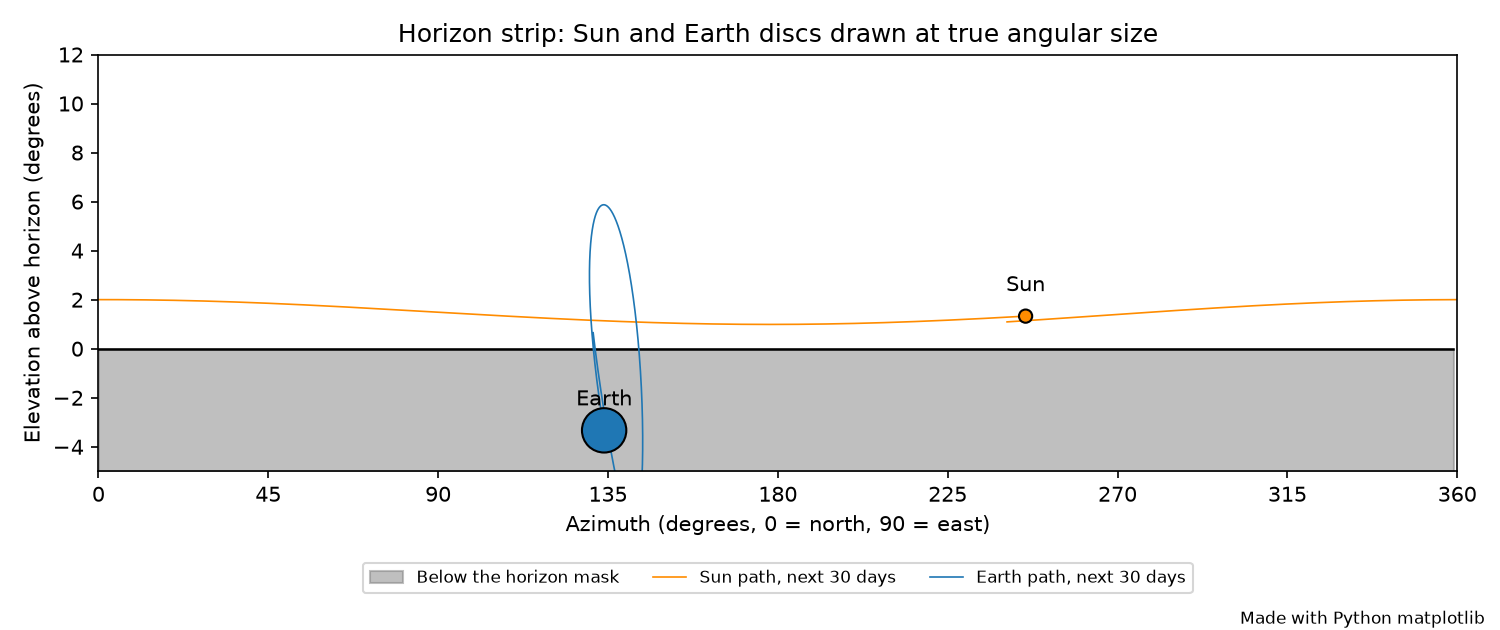 Horizon strip: Sun and Earth discs drawn at true angular size
Elevation above horizon (degrees)
12
10
8
6
4
2
0
−2
−4
Sun
Earth
0 45 90 135 180 225 270 315 360
Azimuth (degrees, 0 = north, 90 = east)
Below the horizon mask Sun path, next 30 days Earth path, next 30 days
Made with Python matplotlib